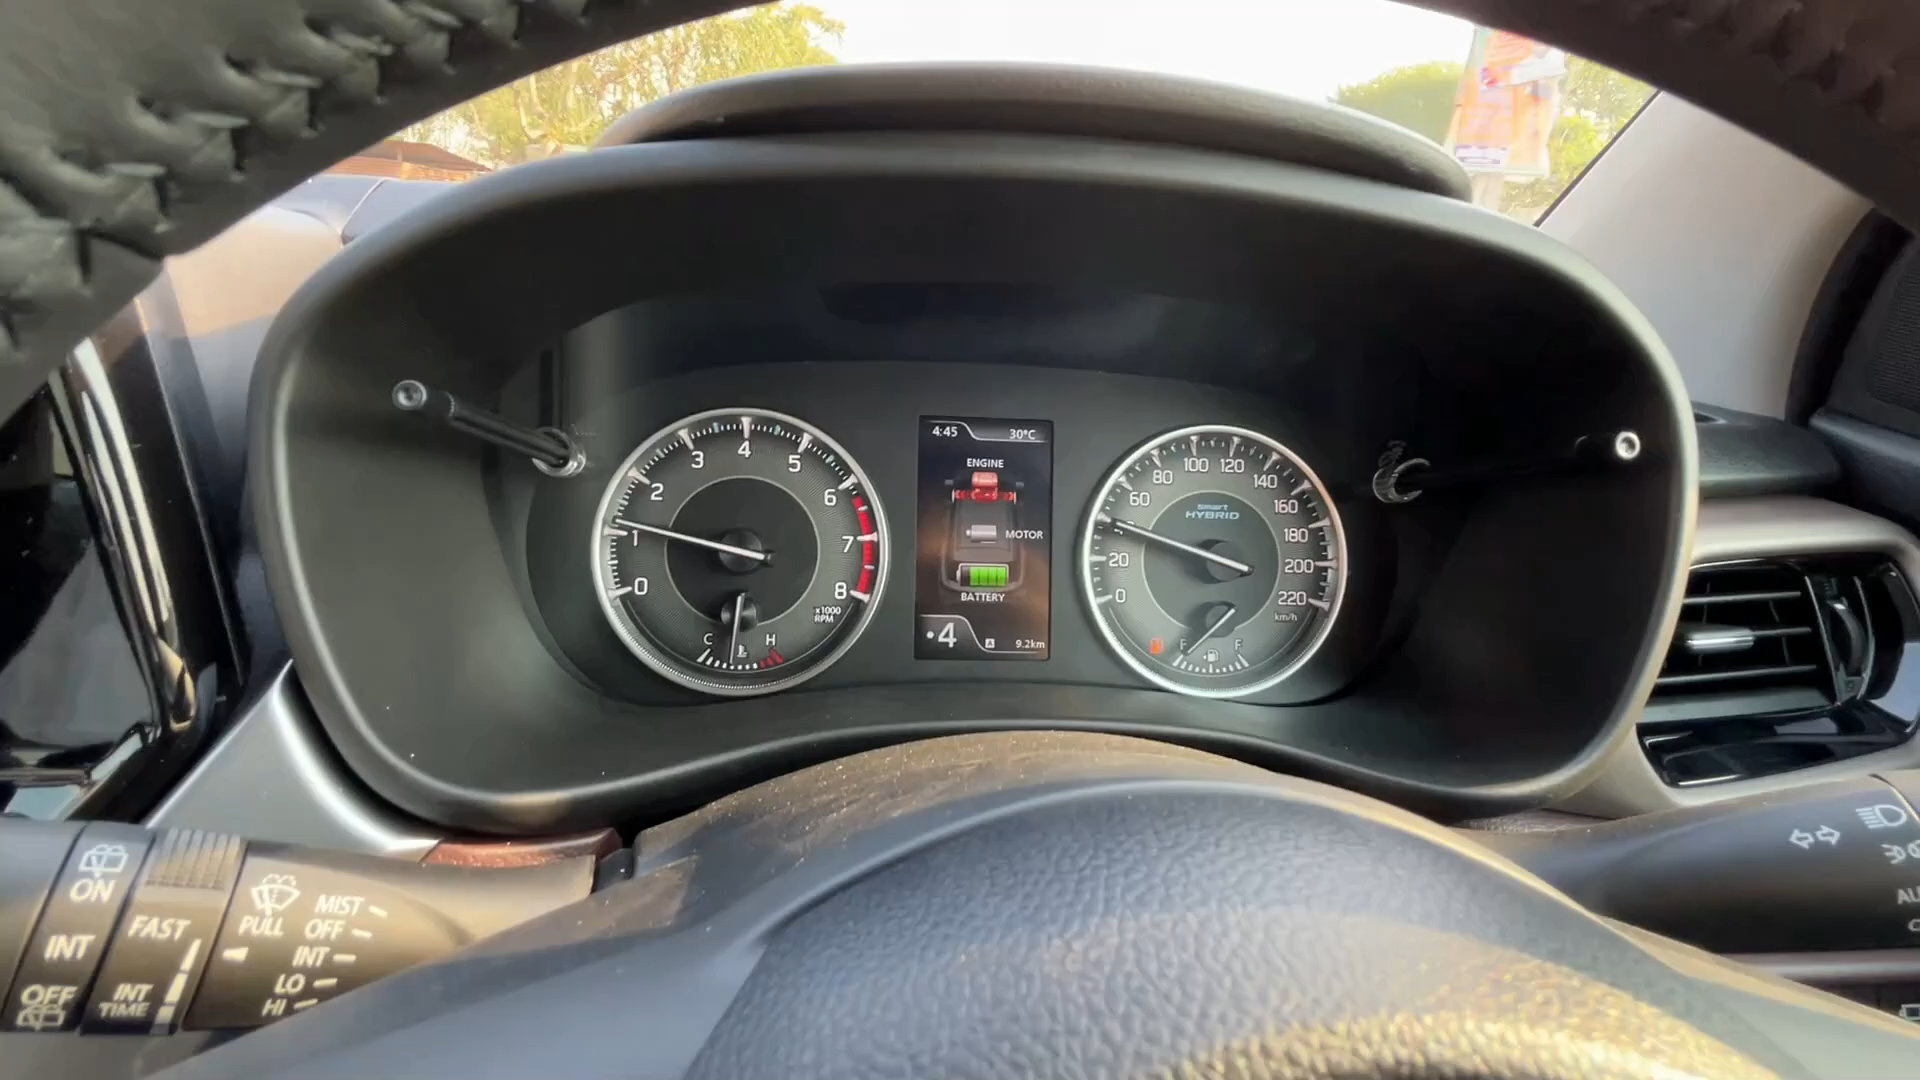 4:45 30°C
ENGINE
MOTOR
BATTERY
4 A 9.2km
0 1 2 3 4 5 6 7 8
x1000
RPM
C H
0 20 60 80 100 120 140 160 180 200 220
km/h
Smart
HYBRID
F
ON
INT
OFF
FAST
INT
TIME
PULL
MIST
OFF
INT
LO
HI